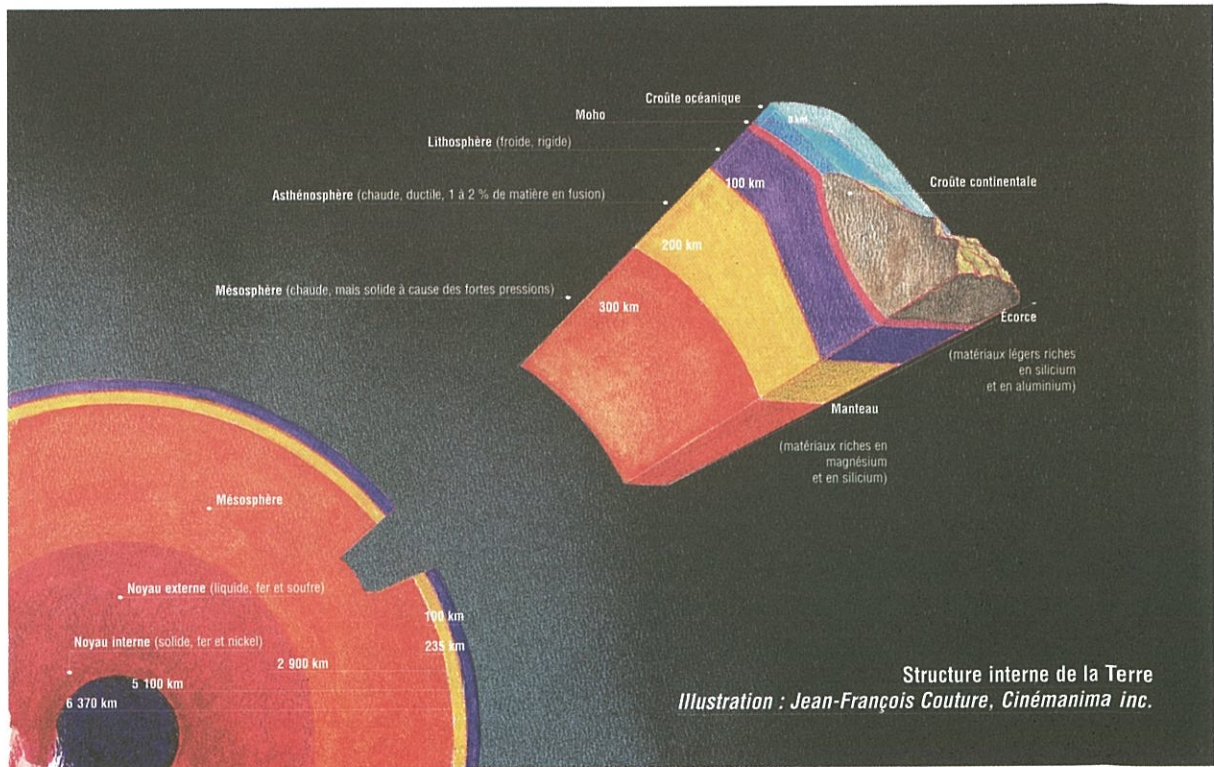 Croûte océanique
Moho
8 km
Lithosphère (froide, rigide)
100 km
Croûte continentale
Asthénosphère (chaude, ductile, 1 à 2 % de matière en fusion)
200 km
Mésosphère (chaude, mais solide à cause des fortes pressions)
300 km
Écorce
(matériaux légers riches
en silicium
et en aluminium)
Manteau
(matériaux riches en
magnésium
et en silicium)
Mésosphère
Noyau externe (liquide, fer et soufre)
100 km
Noyau interne (solide, fer et nickel)
235 km
2 900 km
5 100 km
6 370 km
Structure interne de la Terre
Illustration : Jean-François Couture, Cinémanima inc.